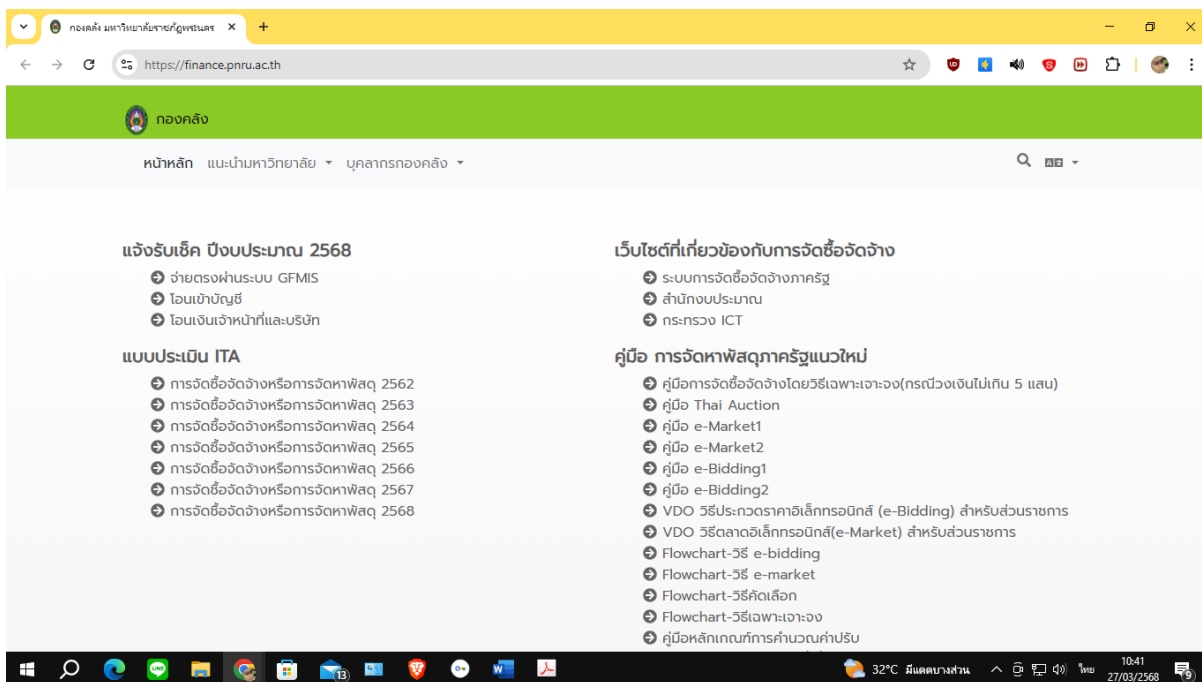 กองคลัง มหาวิทยาลัยราชภัฏพระนคร
https://finance.pnru.ac.th
กองคลัง
หน้าหลัก แนะนำมหาวิทยาลัย บุคลากรกองคลัง
แจ้งรับเช็ค ปีงบประมาณ 2568
จ่ายตรงผ่านระบบ GFMIS
โอนเข้าบัญชี
โอนเงินเจ้าหน้าที่และบริษัท
แบบประเมิน ITA
การจัดซื้อจัดจ้างหรือการจัดหาพัสดุ 2562
การจัดซื้อจัดจ้างหรือการจัดหาพัสดุ 2563
การจัดซื้อจัดจ้างหรือการจัดหาพัสดุ 2564
การจัดซื้อจัดจ้างหรือการจัดหาพัสดุ 2565
การจัดซื้อจัดจ้างหรือการจัดหาพัสดุ 2566
การจัดซื้อจัดจ้างหรือการจัดหาพัสดุ 2567
การจัดซื้อจัดจ้างหรือการจัดหาพัสดุ 2568
เว็บไซต์ที่เกี่ยวข้องกับการจัดซื้อจัดจ้าง
ระบบการจัดซื้อจัดจ้างภาครัฐ
สำนักงบประมาณ
กระทรวง ICT
คู่มือ การจัดหาพัสดุภาครัฐแนวใหม่
คู่มือการจัดซื้อจัดจ้างโดยวิธีเฉพาะเจาะจง(กรณีวงเงินไม่เกิน 5 แสน)
คู่มือ Thai Auction
คู่มือ e-Market1
คู่มือ e-Market2
คู่มือ e-Bidding1
คู่มือ e-Bidding2
VDO วิธีประกวดราคาอิเล็กทรอนิกส์ (e-Bidding) สำหรับส่วนราชการ
VDO วิธีตลาดอิเล็กทรอนิกส์(e-Market) สำหรับส่วนราชการ
Flowchart-วิธี e-bidding
Flowchart-วิธี e-market
Flowchart-วิธีคัดเลือก
Flowchart-วิธีเฉพาะเจาะจง
คู่มือหลักเกณฑ์การคำนวณค่าปรับ
32°C มีแดดบางส่วน ไทย 10:41
27/03/2568